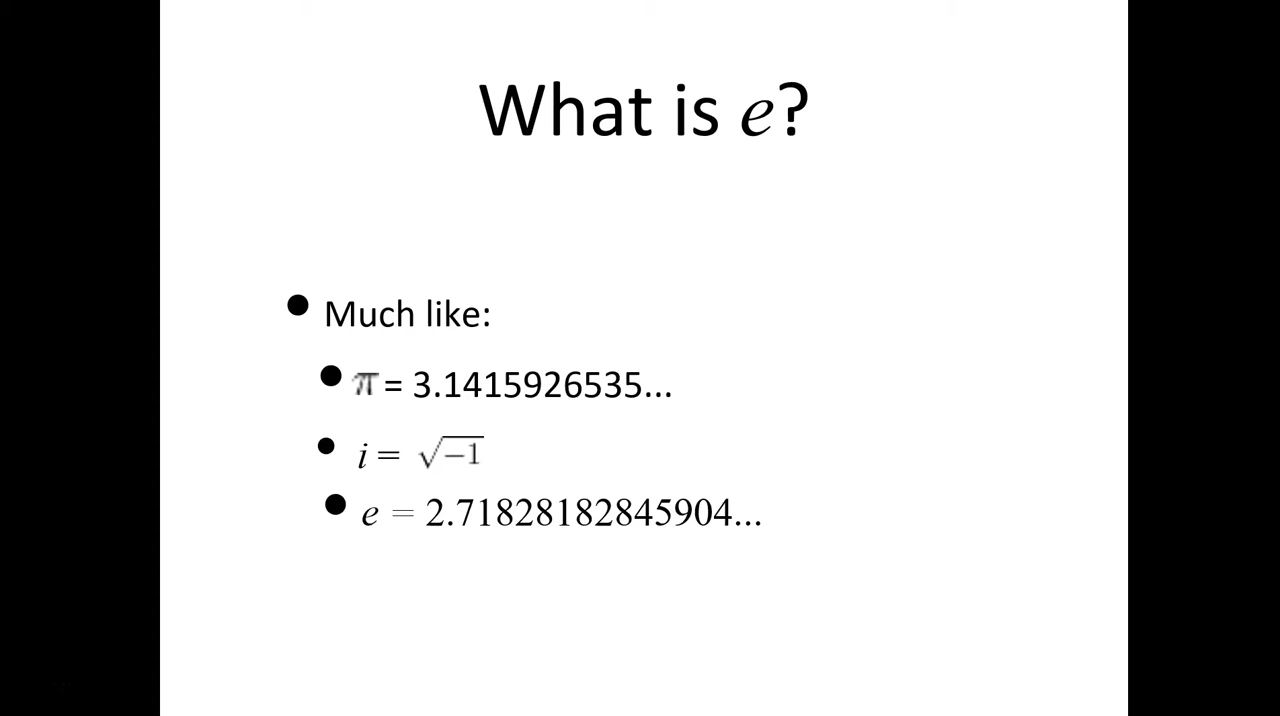 What is e?
• Much like:
• π = 3.1415926535...
• i = √−1
• e = 2.71828182845904...